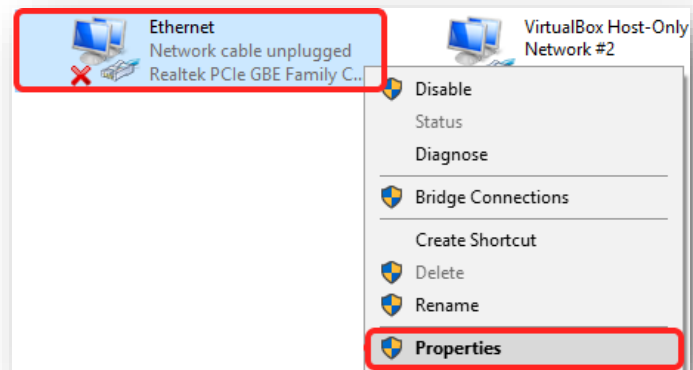 Ethernet
Network cable unplugged
Realtek PCIe GBE Family C...
VirtualBox Host-Only
Network #2
Disable
Status
Diagnose
Bridge Connections
Create Shortcut
Delete
Rename
Properties